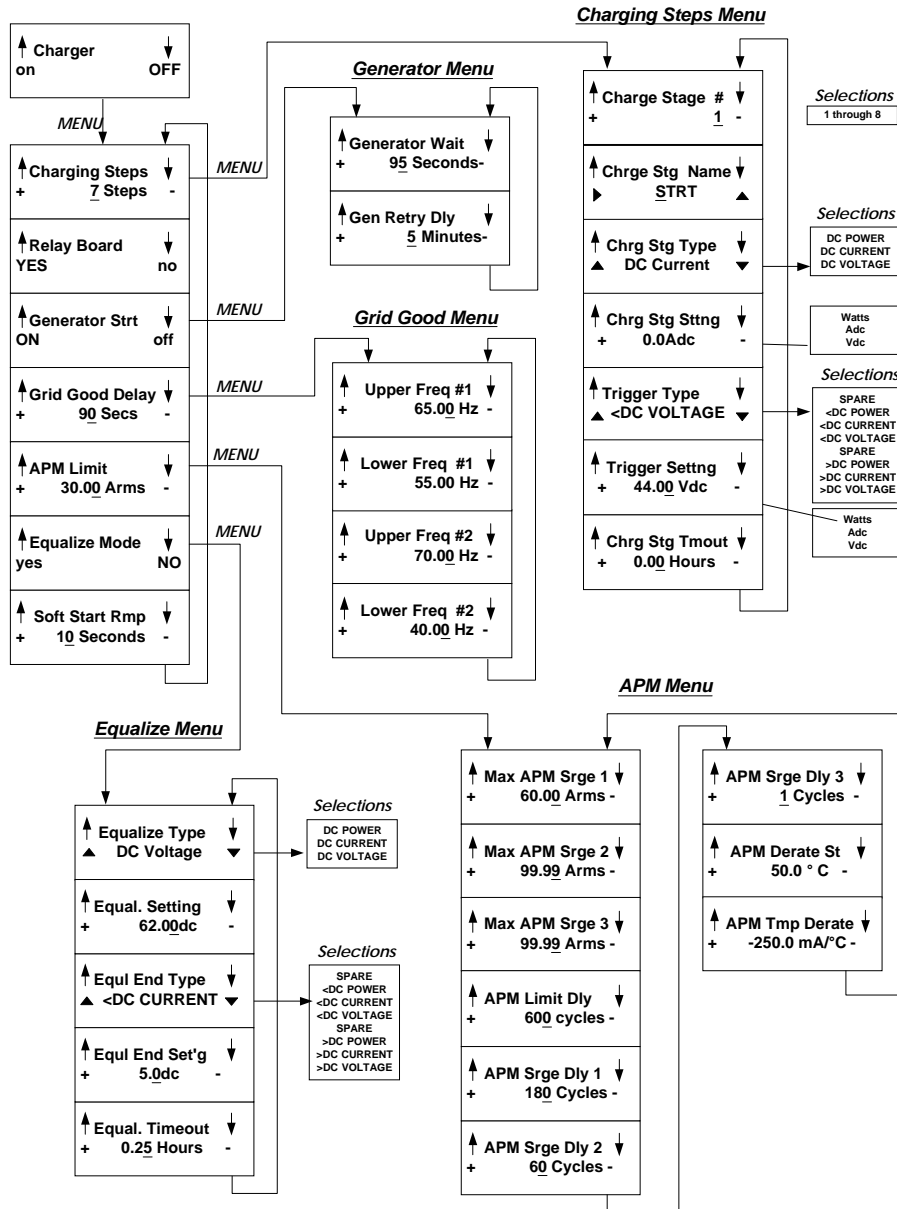 Charging Steps Menu
Charger
on OFF
MENU
Charging Steps
+ 7 Steps -
MENU
Relay Board
YES no
Generator Strt
ON off
MENU
Grid Good Delay
+ 90 Secs -
MENU
APM Limit
+ 30.00 Arms -
MENU
Equalize Mode
yes NO
MENU
Soft Start Rmp
+ 10 Seconds -
Generator Menu
Generator Wait
+ 95 Seconds-
Gen Retry Dly
+ 5 Minutes-
Grid Good Menu
Upper Freq #1
+ 65.00 Hz -
Lower Freq #1
+ 55.00 Hz -
Upper Freq #2
+ 70.00 Hz -
Lower Freq #2
+ 40.00 Hz -
Charge Stage #
+ 1 -
Selections
1 through 8
Chrge Stg Name
STRT
Chrg Stg Type
DC Current
Selections
DC POWER
DC CURRENT
DC VOLTAGE
Chrg Stg Sttng
+ 0.0Adc -
Watts
Adc
Vdc
Trigger Type
<DC VOLTAGE
Selections
SPARE
<DC POWER
<DC CURRENT
<DC VOLTAGE
SPARE
>DC POWER
>DC CURRENT
>DC VOLTAGE
Trigger Settng
+ 44.00 Vdc -
Watts
Adc
Vdc
Chrg Stg Tmout
+ 0.00 Hours -
Equalize Menu
Equalize Type
DC Voltage
Selections
DC POWER
DC CURRENT
DC VOLTAGE
Equal. Setting
+ 62.00dc -
Equl End Type
<DC CURRENT
Selections
SPARE
<DC POWER
<DC CURRENT
<DC VOLTAGE
SPARE
>DC POWER
>DC CURRENT
>DC VOLTAGE
Equl End Set'g
+ 5.0dc -
Equal. Timeout
+ 0.25 Hours -
APM Menu
Max APM Srge 1
+ 60.00 Arms -
Max APM Srge 2
+ 99.99 Arms -
Max APM Srge 3
+ 99.99 Arms -
APM Limit Dly
+ 600 cycles -
APM Srge Dly 1
+ 180 Cycles -
APM Srge Dly 2
+ 60 Cycles -
APM Srge Dly 3
+ 1 Cycles -
APM Derate St
+ 50.0 ° C -
APM Tmp Derate
+ -250.0 mA/°C -